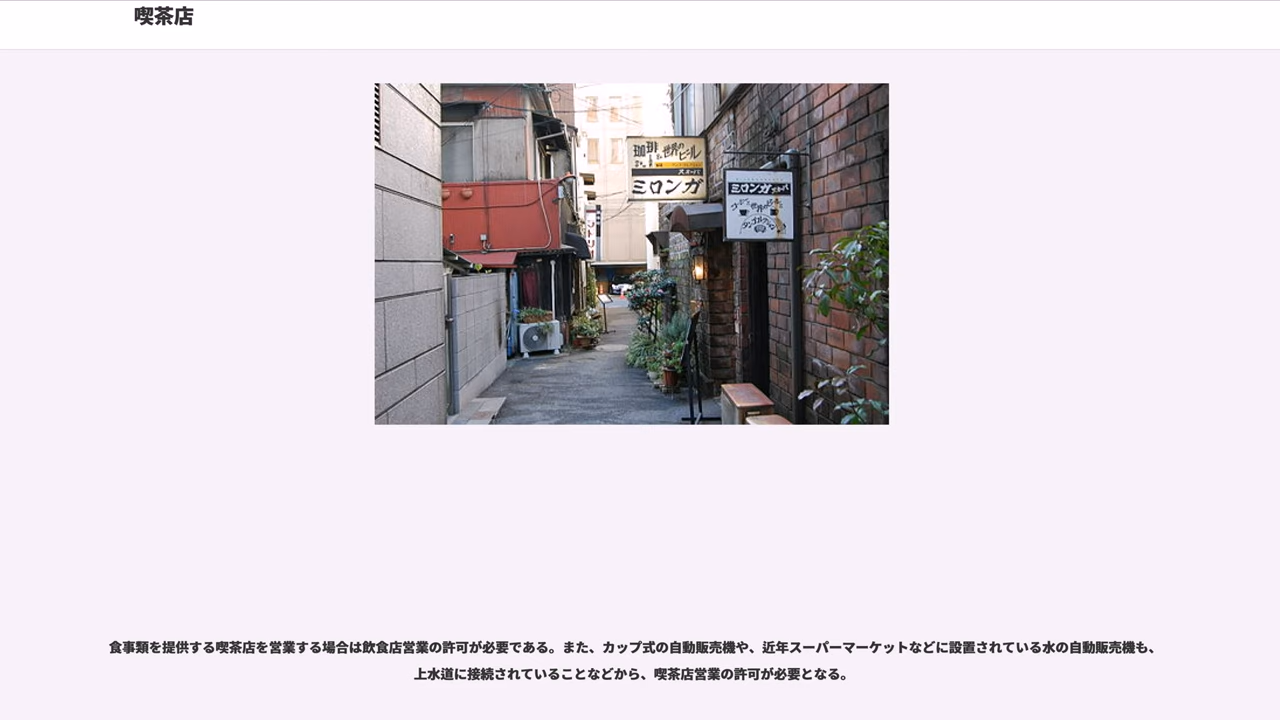 喫茶店
珈琲
世界のビール
ミロンガ
ミロンガ
食事類を提供する喫茶店を営業する場合は飲食店営業の許可が必要である。また、カップ式の自動販売機や、近年スーパーマーケットなどに設置されている水の自動販売機も、
上水道に接続されていることなどから、喫茶店営業の許可が必要となる。